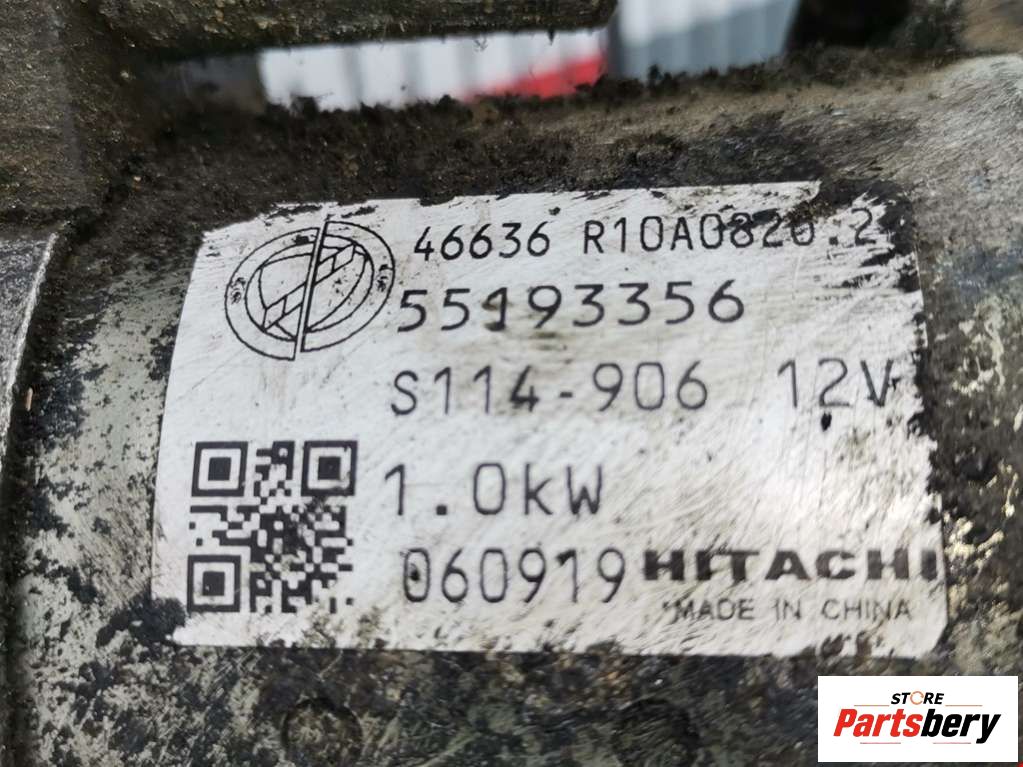 46636 R10A0820.2
55193356
S114-906 12V
1.0kW
060919 HITACHI
MADE IN CHINA
STORE
Partsbery